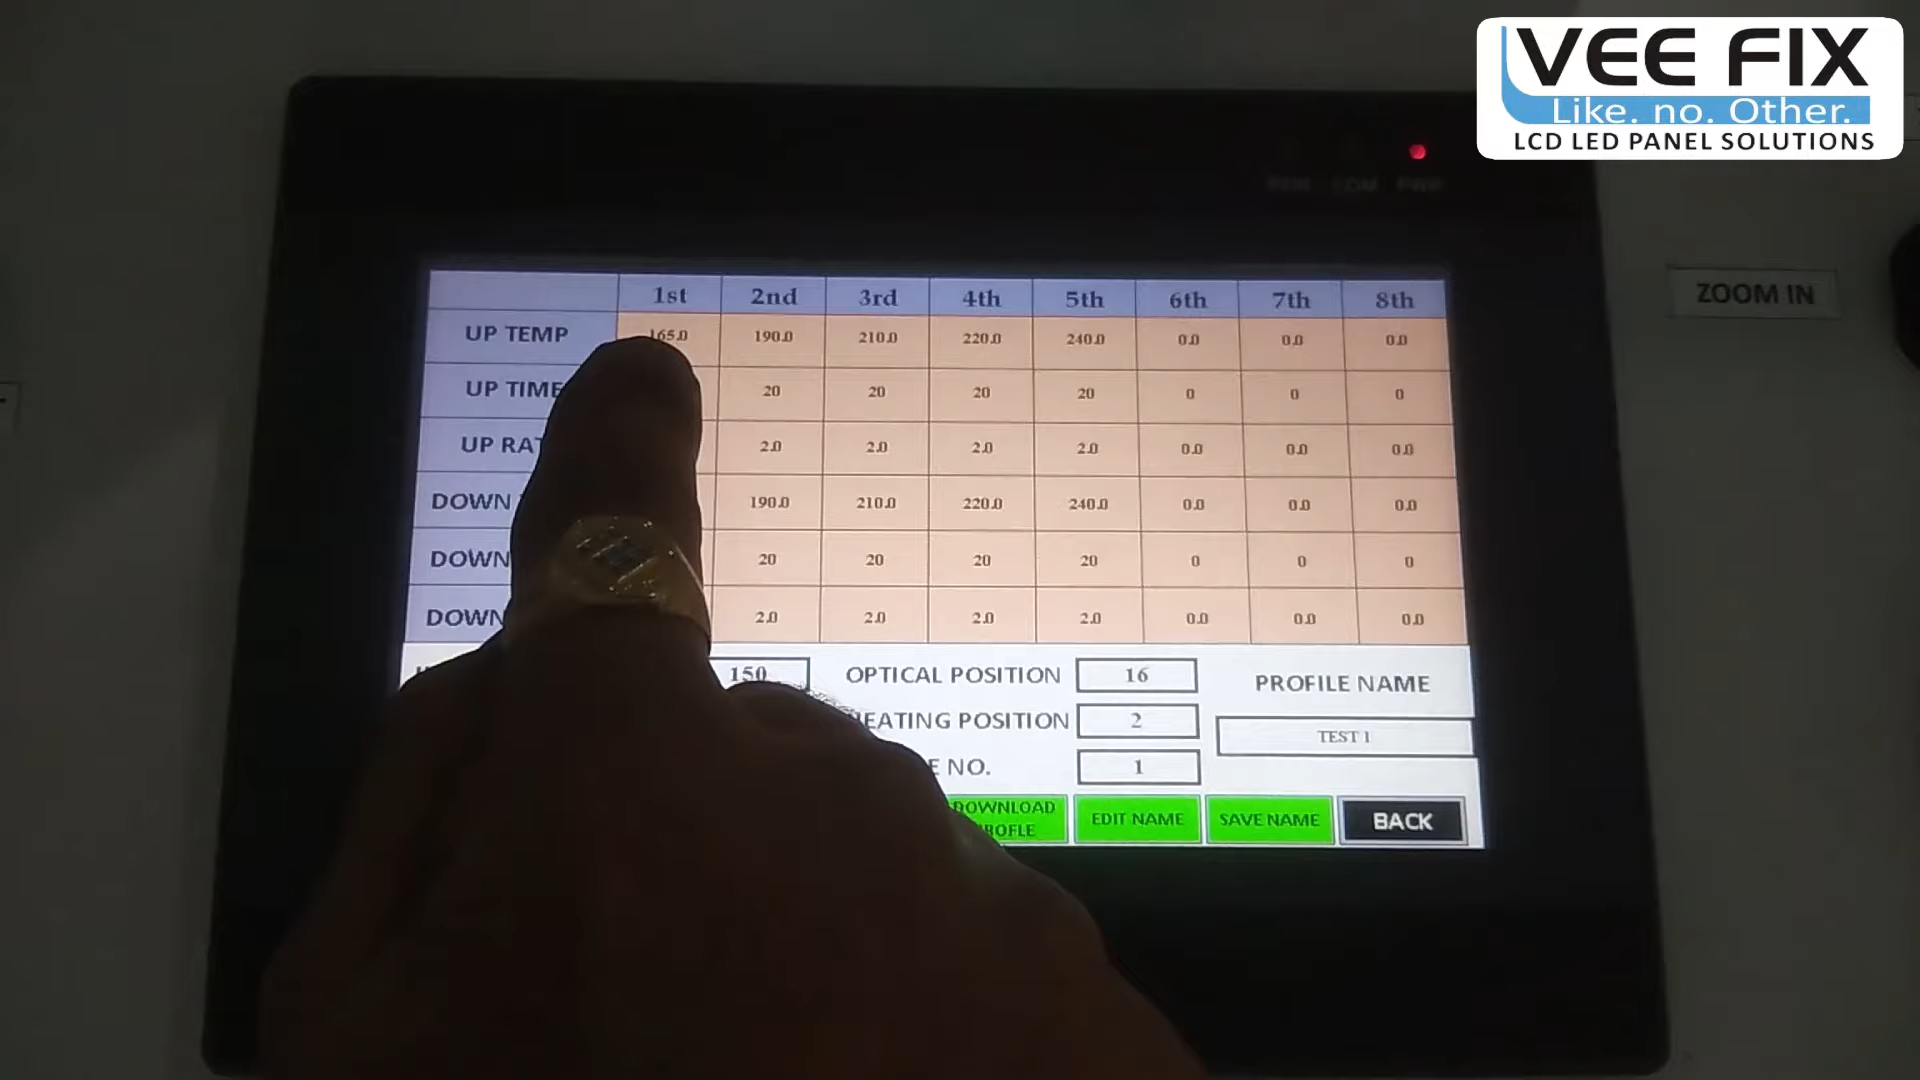 VEE FIX
Like. no. Other.
LCD LED PANEL SOLUTIONS
COM PWR
ZOOM IN
1st 2nd 3rd 4th 5th 6th 7th 8th
UP TEMP 165.0 190.0 210.0 220.0 240.0 0.0 0.0 0.0
UP TIME 20 20 20 20 0 0 0
UP RAT 2.0 2.0 2.0 2.0 0.0 0.0 0.0
DOWN 190.0 210.0 220.0 240.0 0.0 0.0 0.0
DOWN 20 20 20 20 0 0 0
DOWN 2.0 2.0 2.0 2.0 0.0 0.0 0.0
150 OPTICAL POSITION 16 PROFILE NAME
EATING POSITION 2 TEST 1
E NO. 1
DOWNLOAD
ROFLE EDIT NAME SAVE NAME BACK